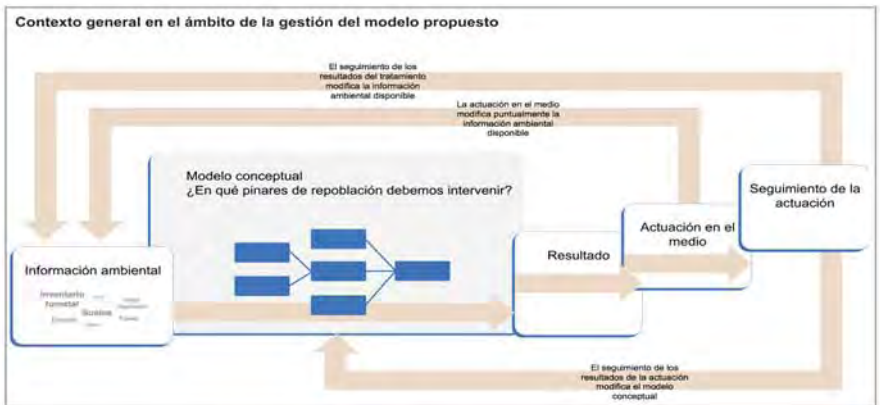 Contexto general en el ámbito de la gestión del modelo propuesto
El seguimiento de los
resultados del tratamiento
modifica la información
ambiental disponible
La actuación en el medio
modifica puntualmente la
información ambiental
disponible
Modelo conceptual
¿En qué pinares de repoblación debemos intervenir?
Seguimiento de la
actuación
Actuación en el
medio
Resultado
Información ambiental
Inventario
forestal
Suelos
El seguimiento de los
resultados de la actuación
modifica el modelo
conceptual